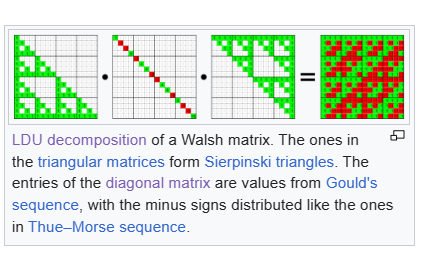 LDU decomposition of a Walsh matrix. The ones in
the triangular matrices form Sierpinski triangles. The
entries of the diagonal matrix are values from Gould's
sequence, with the minus signs distributed like the ones
in Thue–Morse sequence.